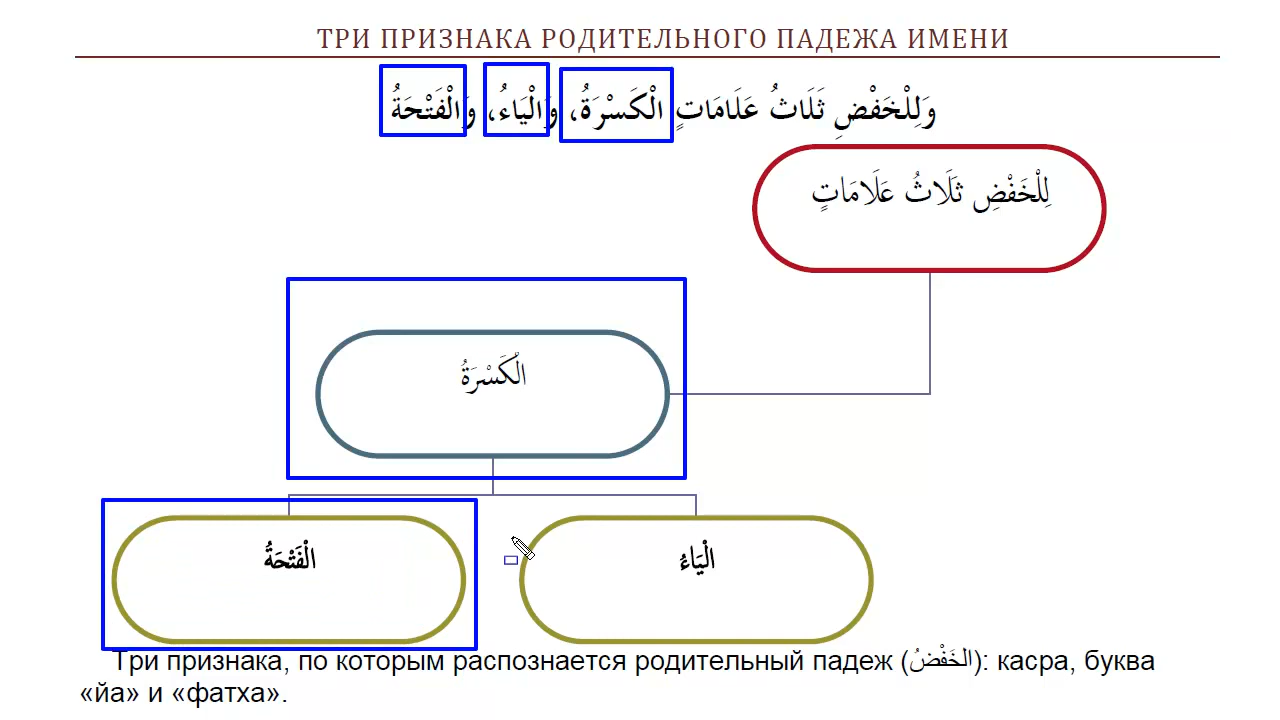 ТРИ ПРИЗНАКА РОДИТЕЛЬНОГО ПАДЕЖА ИМЕНИ
وَلِلْخَفْضِ ثَلَاثُ عَلَامَاتٍ الْكَسْرَةُ، وَالْيَاءُ، وَالْفَتْحَةُ
لِلْخَفْضِ ثَلَاثُ عَلَامَاتٍ
الْكَسْرَةُ
الْفَتْحَةُ
الْيَاءُ
Три признака, по которым распознается родительный падеж (الخَفْضُ): касра, буква
«йа» и «фатха».